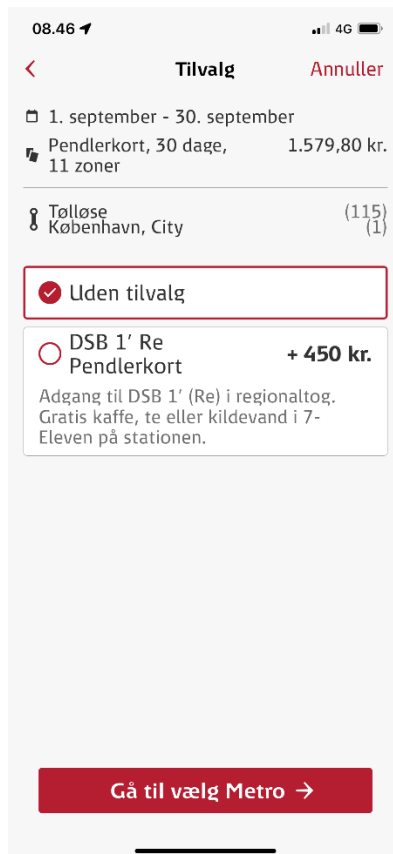 08.46
4G
Tilvalg
Annuller
1. september - 30. september
Pendlerkort, 30 dage, 1.579,80 kr.
11 zoner
Tølløse (115)
København, City (1)
Uden tilvalg
DSB 1' Re
Pendlerkort
+ 450 kr.
Adgang til DSB 1' (Re) i regionaltog.
Gratis kaffe, te eller kildevand i 7-
Eleven på stationen.
Gå til vælg Metro →